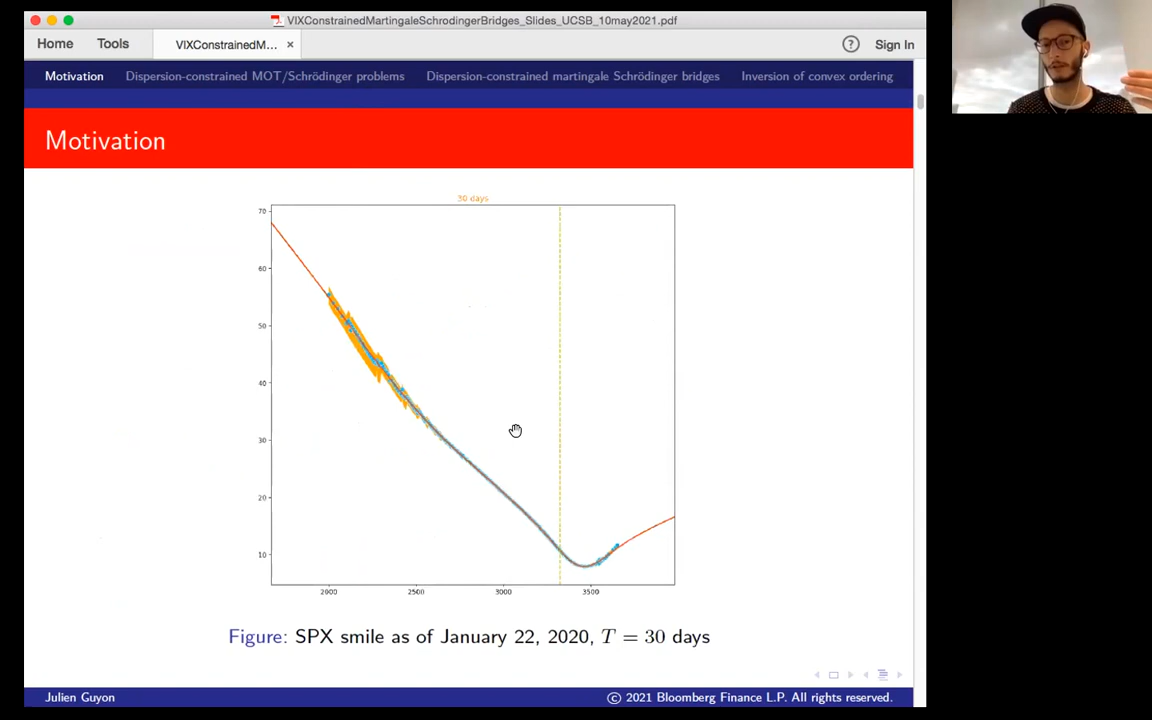 VIXConstrainedMartingaleSchrodingerBridges_Slides_UCSB_10may2021.pdf
Home Tools VIXConstrainedM... × ? Sign In
Motivation Dispersion-constrained MOT/Schrödinger problems Dispersion-constrained martingale Schrödinger bridges Inversion of convex ordering
Motivation
30 days
70
60
50
40
30
20
10
2000 2500 3000 3500
Figure: SPX smile as of January 22, 2020, T = 30 days
Julien Guyon © 2021 Bloomberg Finance L.P. All rights reserved.